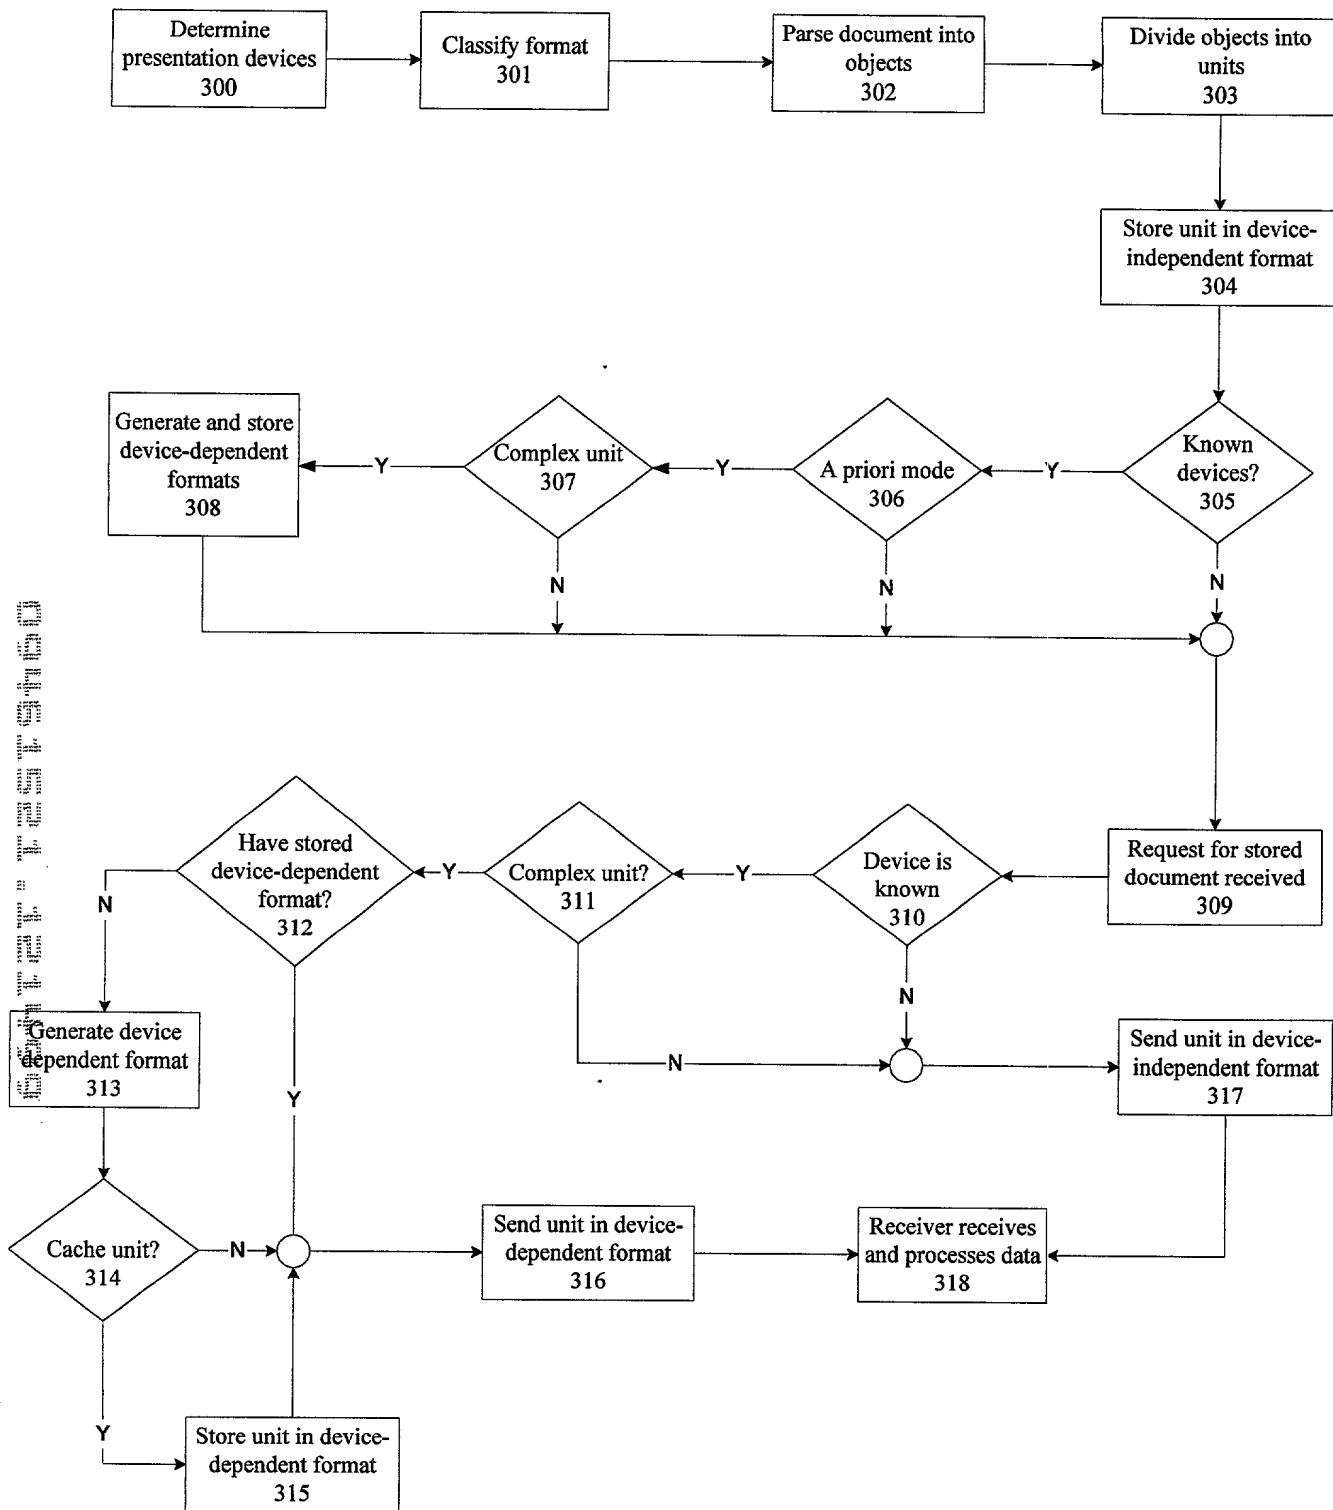 Determine
presentation devices
300
Classify format
301
Parse document into
objects
302
Divide objects into
units
303
Store unit in device-
independent format
304
Known
devices?
305
Y
N
A priori mode
306
Y
N
Complex unit
307
Y
N
Generate and store
device-dependent
formats
308
Request for stored
document received
309
Device is
known
310
Y
N
Complex unit?
311
Y
N
Have stored
device-dependent
format?
312
N
Y
Generate device
dependent format
313
Cache unit?
314
N
Y
Store unit in device-
dependent format
315
Send unit in device-
dependent format
316
Send unit in device-
independent format
317
Receiver receives
and processes data
318